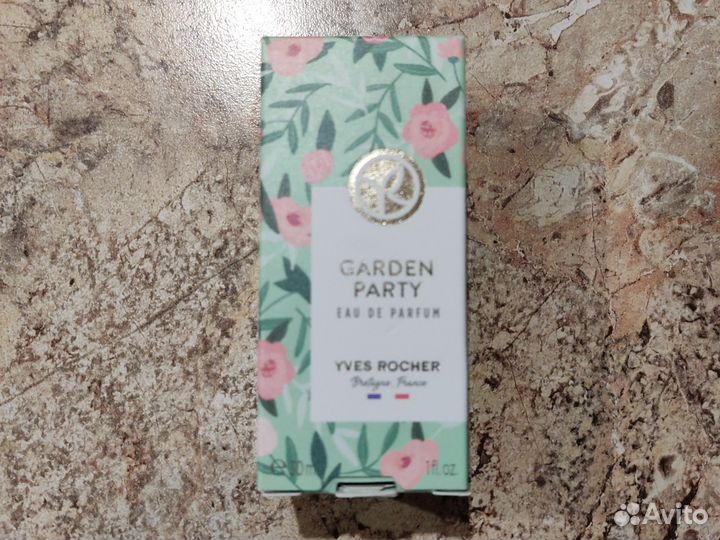 GARDEN
PARTY
EAU DE PARFUM
YVES ROCHER
Bretagne, France
1fl.oz.
Avito